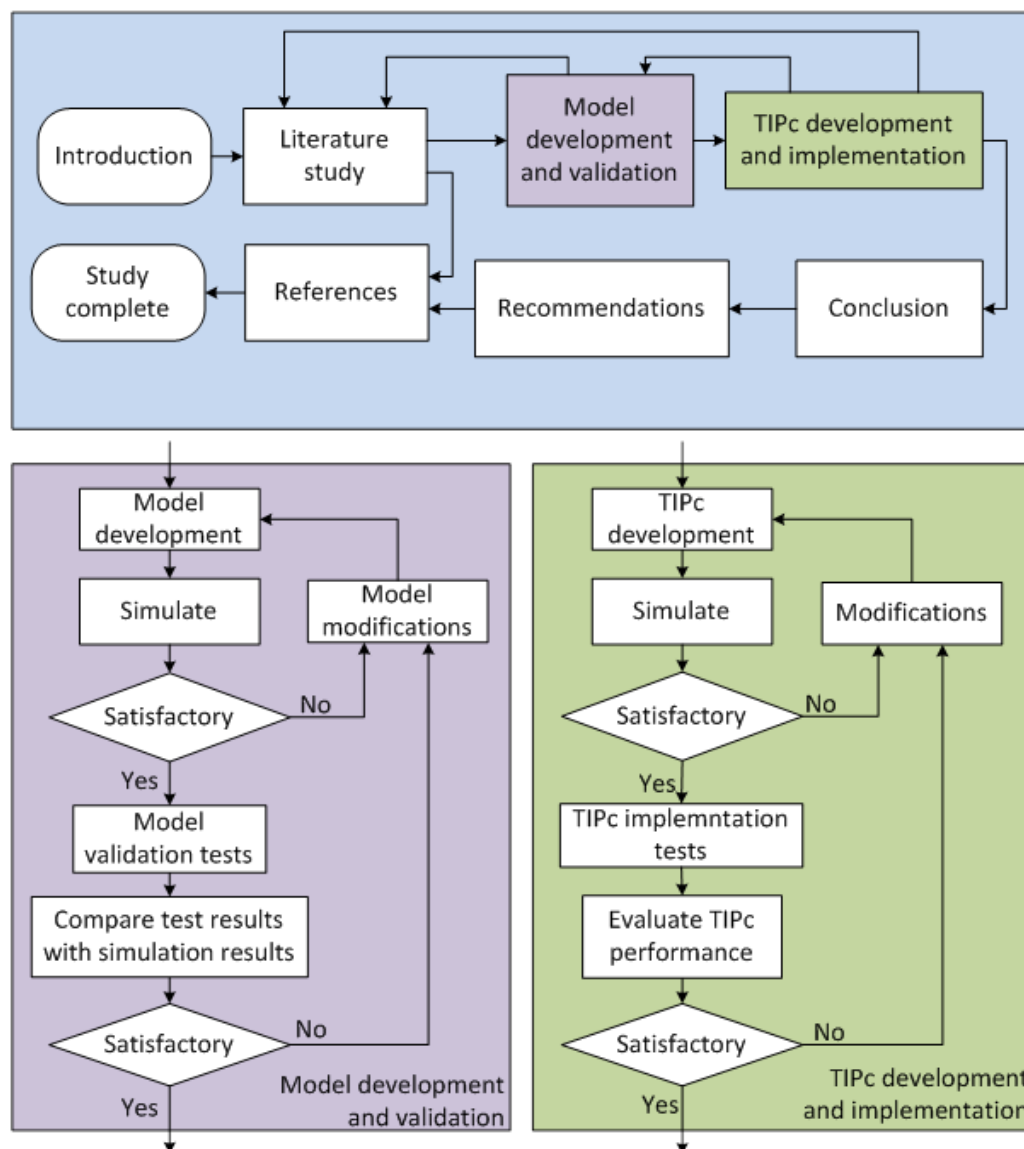 Introduction
Literature
study
Model
development
and validation
TIPc development
and implementation
Study
complete
References
Recommendations
Conclusion
Model
development
Simulate
Model
modifications
Satisfactory
No
Yes
Model
validation tests
Compare test results
with simulation results
Satisfactory
No
Yes
Model development
and validation
TIPc
development
Simulate
Modifications
Satisfactory
No
Yes
TIPc implemntation
tests
Evaluate TIPc
performance
Satisfactory
No
Yes
TIPc development
and implementation